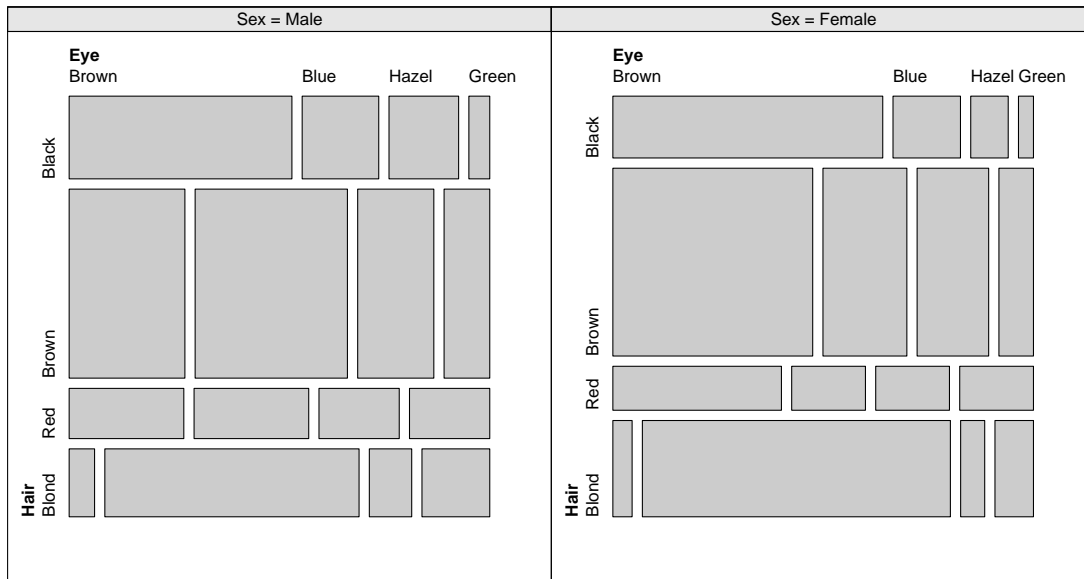 Sex = Male
Eye
Brown Blue Hazel Green
Black
Brown
Red
Blond
Hair
Sex = Female
Eye
Brown Blue Hazel Green
Black
Brown
Red
Blond
Hair